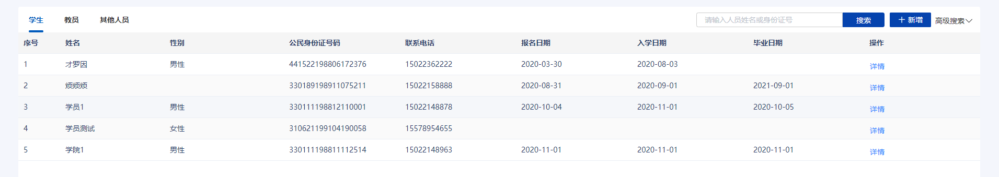 学生 教员 其他人员 请输入人员姓名或身份证号 搜索 + 新增 高级搜索
序号 姓名 性别 公民身份证号码 联系电话 报名日期 入学日期 毕业日期 操作
1 才罗因 男性 441522198806172376 15022362222 2020-03-30 2020-08-03 详情
2 烦烦烦 330189198911075211 15022158888 2020-08-31 2020-09-01 2021-09-01 详情
3 学员1 男性 330111198812110001 15022148878 2020-10-04 2020-11-01 2020-10-05 详情
4 学员测试 女性 310621199104190058 15578954655 详情
5 学院1 男性 330111198811112514 15022148963 2020-11-01 2020-11-01 2020-11-01 详情